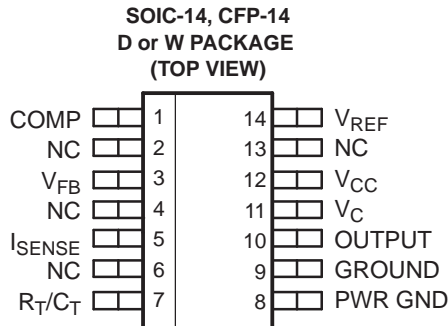 SOIC-14, CFP-14
D or W PACKAGE
(TOP VIEW)
COMP 1 14 VREF
NC 2 13 NC
VFB 3 12 VCC
NC 4 11 VC
ISENSE 5 10 OUTPUT
NC 6 9 GROUND
RT/CT 7 8 PWR GND